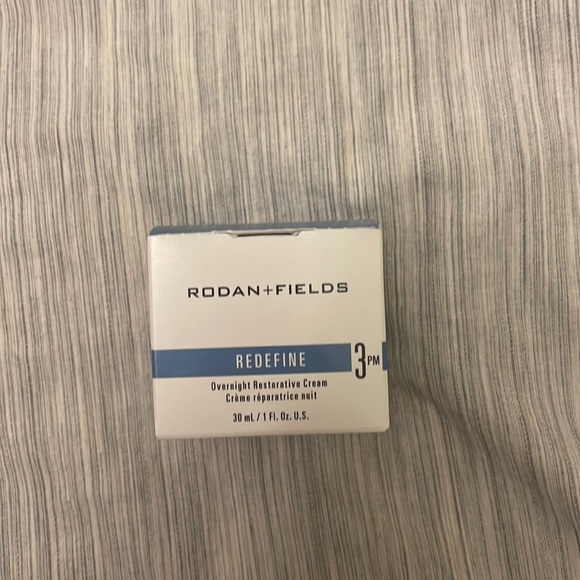 RODAN+FIELDS
REDEFINE
3PM
Overnight Restorative Cream
Crème réparatrice nuit
30 mL / 1 Fl. Oz. U.S.